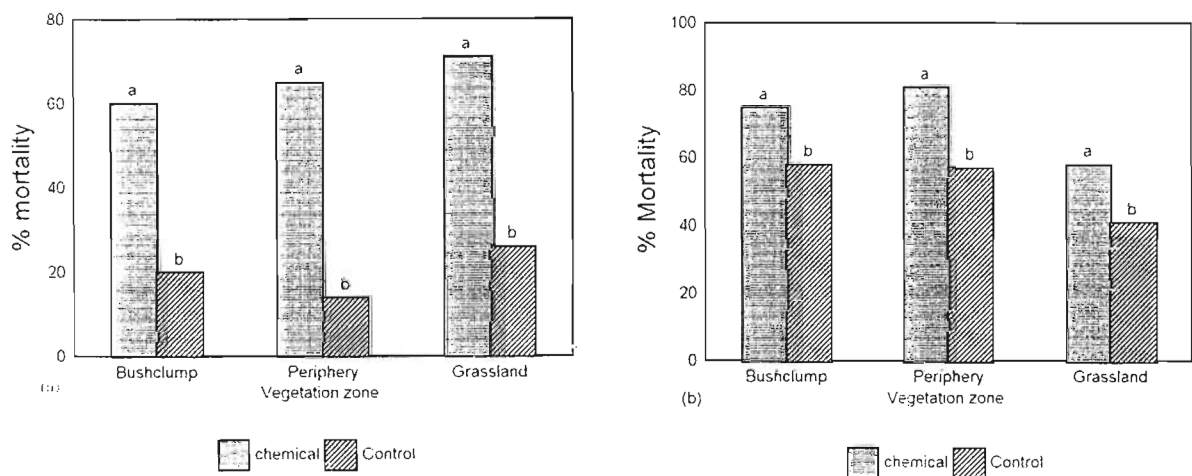 80
60
40
20
0
% mortality
a
b
a
b
a
b
Bushclump
Periphery
Grassland
Vegetation zone
chemical
Control
100
80
60
40
20
0
% Mortality
a
b
a
b
a
b
Bushclump
Periphery
Grassland
(b)
Vegetation zone
chemical
Control